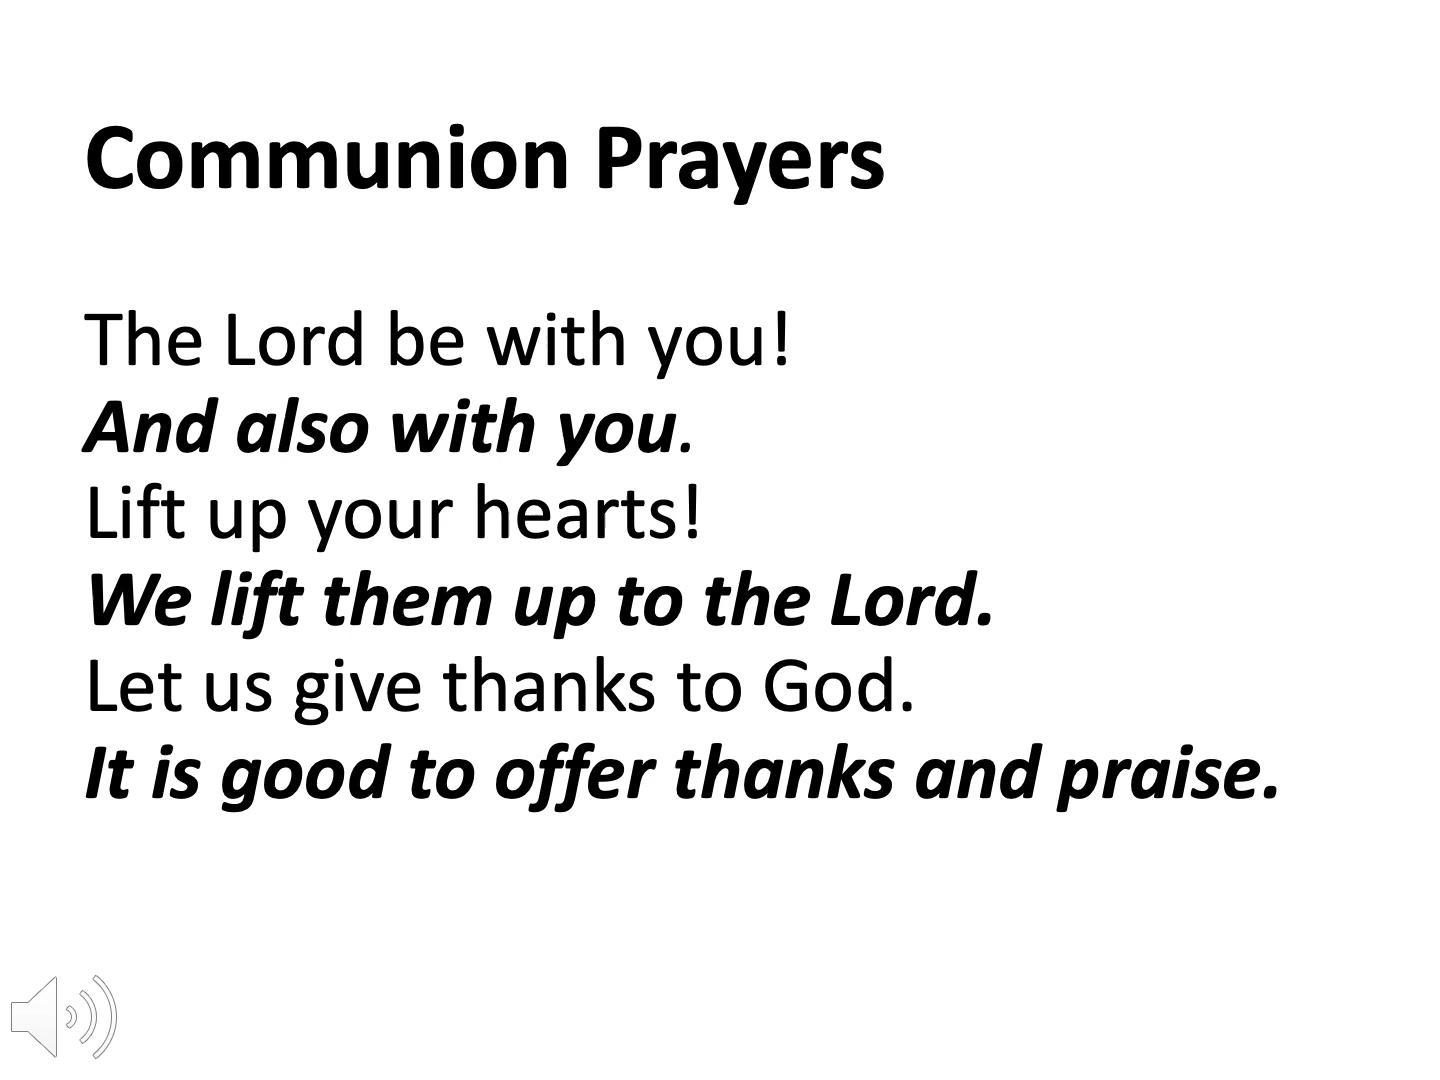 Communion Prayers
The Lord be with you!
And also with you.
Lift up your hearts!
We lift them up to the Lord.
Let us give thanks to God.
It is good to offer thanks and praise.